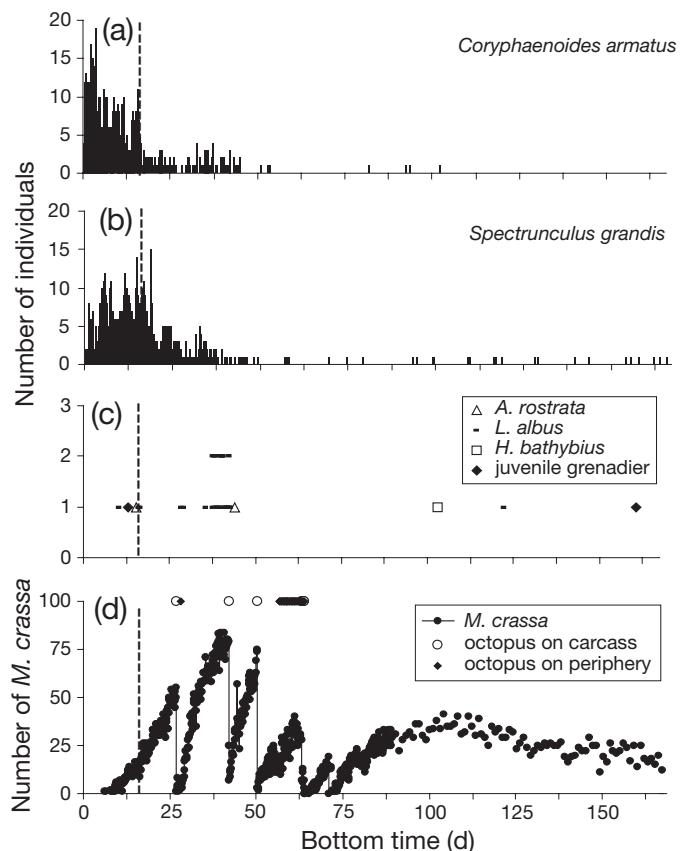 20
(a)
Coryphaenoides armatus
15
10
5
0
Number of individuals
20
(b)
Spectrunculus grandis
15
10
5
0
3
(c)
A. rostrata
L. albus
H. bathybius
juvenile grenadier
2
1
0
Number of M. crassa
100
(d)
M. crassa
octopus on carcass
octopus on periphery
75
50
25
0
25 50 75 100 125 150
Bottom time (d)